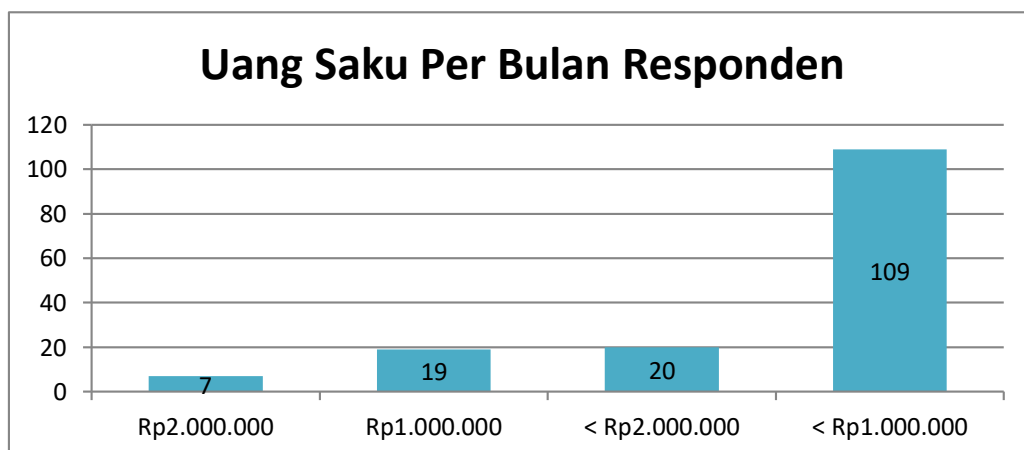 Uang Saku Per Bulan Responden
120
100
80
60
40
20
0
7
19
20
109
Rp2.000.000
Rp1.000.000
< Rp2.000.000
< Rp1.000.000